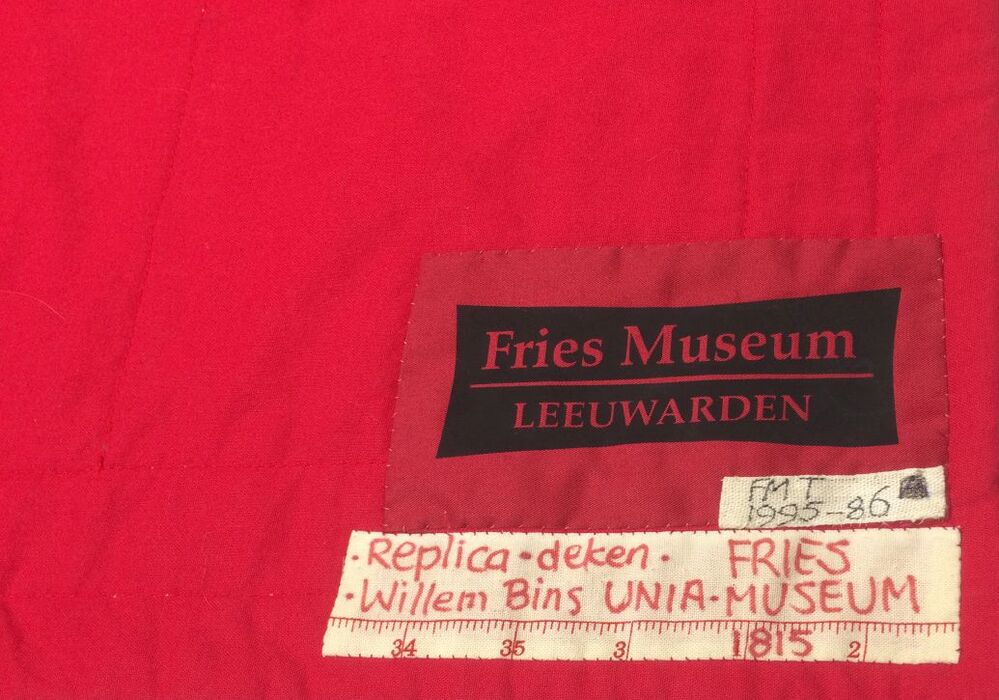 Fries Museum
LEEUWARDEN
FMT
1995-86
·Replica·deken· FRIES
·Willem Bins UNIA·MUSEUM
34 35 3 1815 2